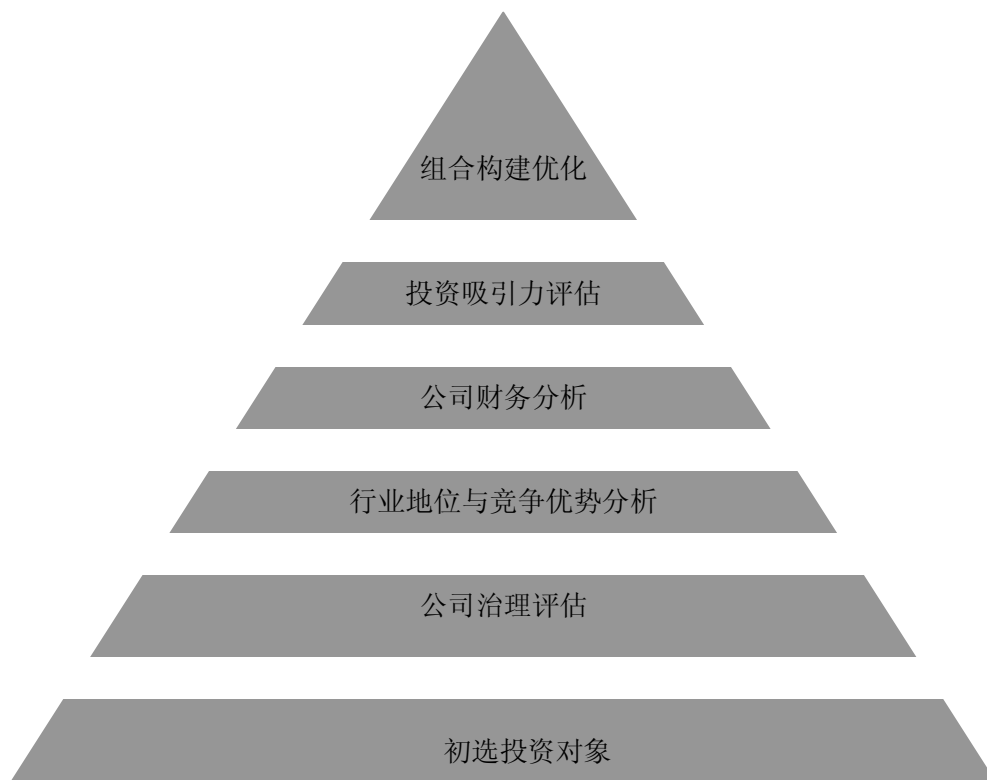 组合构建优化
投资吸引力评估
公司财务分析
行业地位与竞争优势分析
公司治理评估
初选投资对象